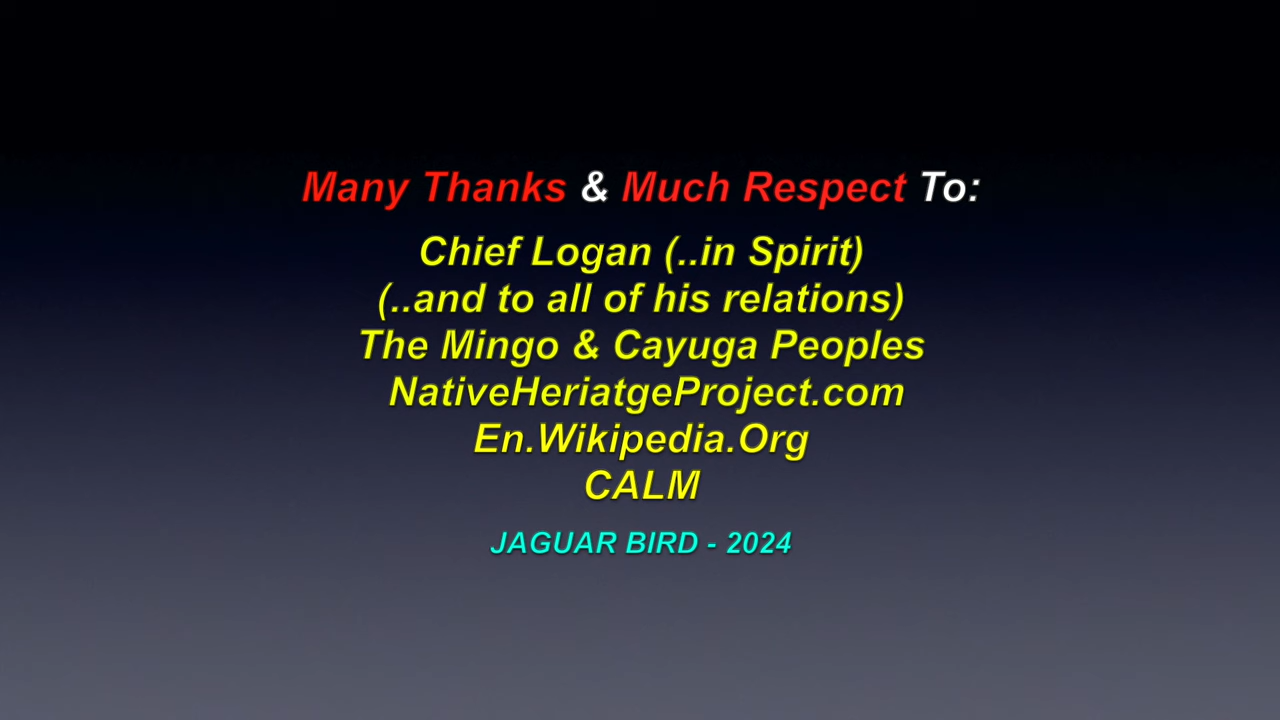 Many Thanks & Much Respect To:
Chief Logan (..in Spirit)
(..and to all of his relations)
The Mingo & Cayuga Peoples
NativeHeriatgeProject.com
En.Wikipedia.Org
CALM
JAGUAR BIRD - 2024